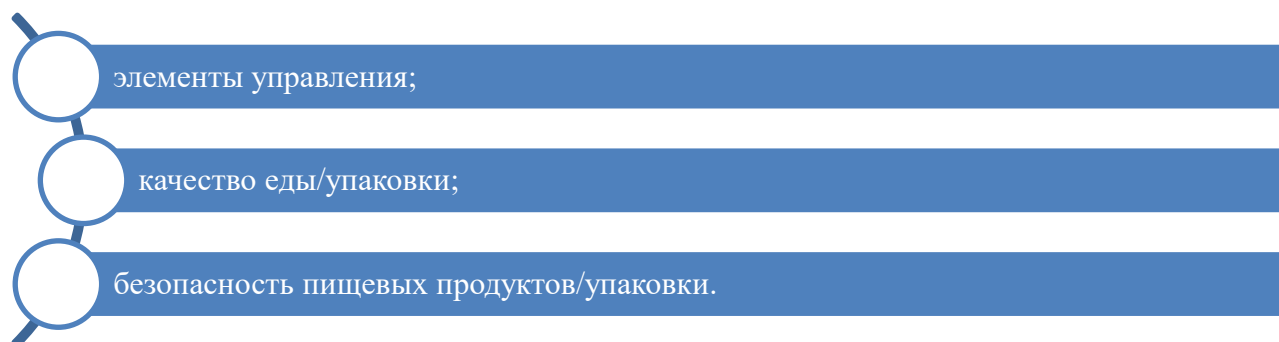 элементы управления;
качество еды/упаковки;
безопасность пищевых продуктов/упаковки.